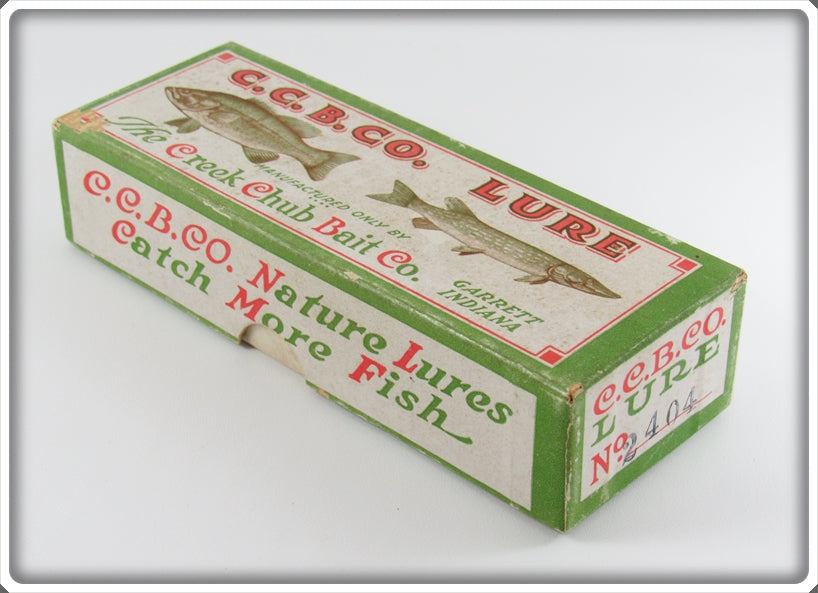 C.C.B.CO. LURE
MANUFACTURED ONLY BY
The Creek Chub Bait Co.
GARRETT
INDIANA
C.C.B.CO. Nature Lures
Catch More Fish
C.C.B.CO.
LURE
No. 2404